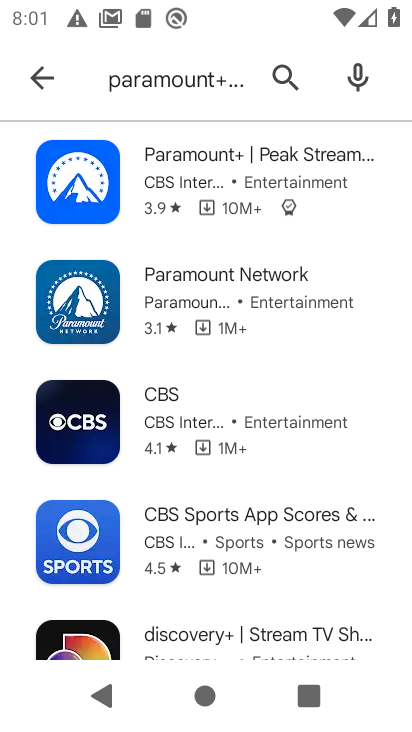 8:01
paramount+...
Paramount+ | Peak Stream...
CBS Inter... • Entertainment
3.9★ 10M+
Paramount Network
Paramoun... • Entertainment
3.1★ 1M+
Paramount
NETWORK
CBS
CBS Inter... • Entertainment
4.1★ 1M+
CBS
CBS Sports App Scores & ...
CBS I... • Sports • Sports news
4.5★ 10M+
SPORTS
discovery+ | Stream TV Sh...